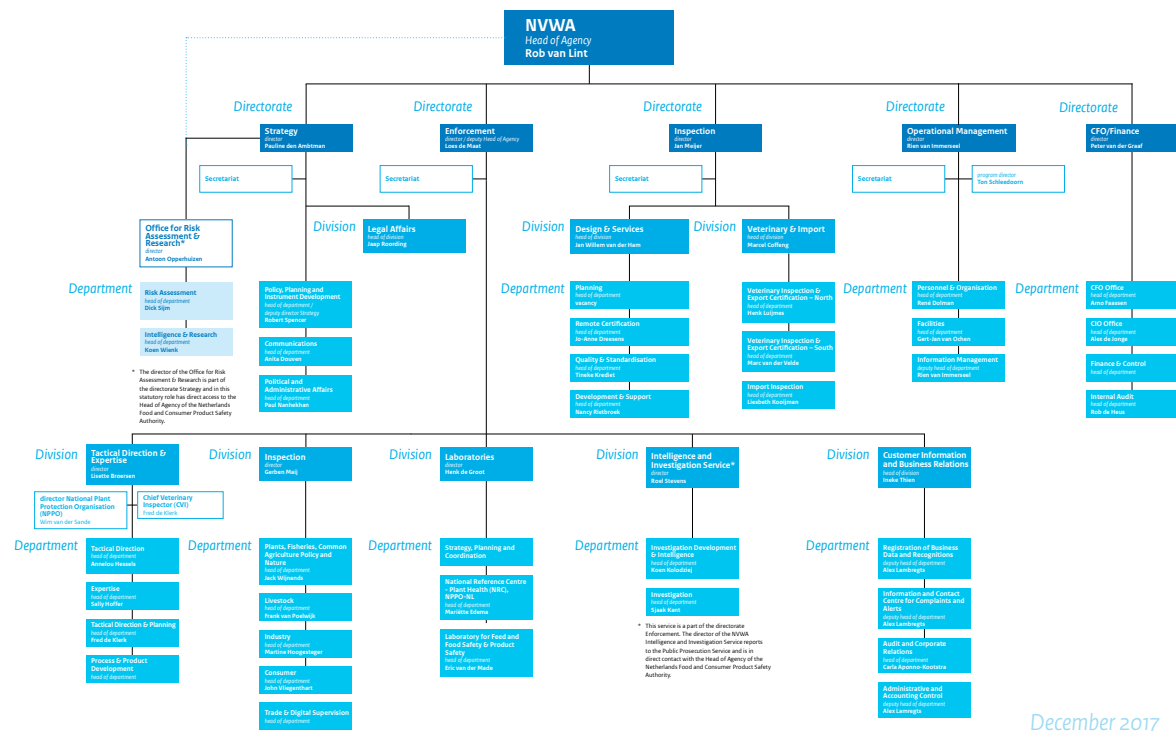 NVWA
Head of Agency
Rob van Lint
Directorate
Directorate
Directorate
Directorate
Directorate
Strategy
director
Pauline den Ambtman
Enforcement
director / deputy Head of Agency
Loes de Maat
Inspection
director
Jan Meijer
Operational Management
director
Rien van Immerseel
CFO/Finance
director
Peter van der Graaf
Secretariat
Secretariat
Secretariat
Secretariat
program director
Ton Schleedoorn
Office for Risk
Assessment &
Research*
director
Antoon Opperhuizen
Division
Legal Affairs
head of division
Jaap Roording
Division
Design & Services
head of division
Jan Willem van der Ham
Division
Veterinary & Import
head of division
Marcel Coffeng
Department
Risk Assessment
head of department
Dick Sijm
Intelligence & Research
head of department
Koen Wienk
* The director of the Office for Risk
Assessment & Research is part of
the directorate Strategy and in this
statutory role has direct access to the
Head of Agency of the Netherlands
Food and Consumer Product Safety
Authority.
Policy, Planning and
Instrument Development
head of department /
deputy director Strategy
Robert Spencer
Communications
head of department
Anita Douven
Political and
Administrative Affairs
head of department
Paul Nanhekhan
Department
Planning
head of department
vacancy
Remote Certification
head of department
Jo-Anne Dressens
Quality & Standardisation
head of department
Tineke Krediet
Development & Support
head of department
Nancy Rietbroek
Veterinary Inspection &
Export Certification – North
head of department
Henk Luijmes
Veterinary Inspection &
Export Certification – South
head of department
Marc van der Velde
Import Inspection
head of department
Liesbeth Kooijman
Department
Personnel & Organisation
head of department
René Dolman
Facilities
head of department
Gert-Jan van Ochen
Information Management
deputy head of department
Rien van Immerseel
Department
CFO Office
head of department
Arno Faassen
CIO Office
head of department
Alex de Jonge
Finance & Control
head of department
Internal Audit
head of department
Rob de Heus
Division
Tactical Direction &
Expertise
director
Lisette Broersen
Division
Inspection
director
Gerben Maij
Division
Laboratories
director
Henk de Groot
Division
Intelligence and
Investigation Service*
director
Roel Stevens
Division
Customer Information
and Business Relations
head of division
Ineke Thien
director National Plant
Protection Organisation
(NPPO)
Wim van der Sande
Chief Veterinary
Inspector (CVI)
Fred de Klerk
Department
Tactical Direction
head of department
Annelou Hessels
Expertise
head of department
Sally Hoffer
Tactical Direction & Planning
head of department
Fred de Klerk
Process & Product
Development
head of department
Department
Plants, Fisheries, Common
Agriculture Policy and
Nature
head of department
Jack Wijnands
Livestock
head of department
Frank van Poelwijk
Industry
head of department
Martine Hoogesteger
Consumer
head of department
John Vliegenthart
Trade & Digital Supervision
head of department
Department
Strategy, Planning and
Coordination
National Reference Centre
- Plant Health (NRC),
NPPO-NL
head of department
Mariëtte Edema
Laboratory for Feed and
Food Safety & Product
Safety
head of department
Eric van der Made
Department
Investigation Development
& Intelligence
head of department
Koen Kolodziej
Investigation
head of department
Sjaak Kant
* This service is a part of the directorate
Enforcement. The director of the NVWA
Intelligence and Investigation Service reports
to the Public Prosecution Service and is in
direct contact with the Head of Agency of the
Netherlands Food and Consumer Product Safety
Authority.
Department
Registration of Business
Data and Recognitions
deputy head of department
Alex Lambregts
Information and Contact
Centre for Complaints and
Alerts
deputy head of department
Alex Lambregts
Audit and Corporate
Relations
head of department
Carla Aponno-Kootstra
Administrative and
Accounting Control
deputy head of department
Alex Lamregts
December 2017